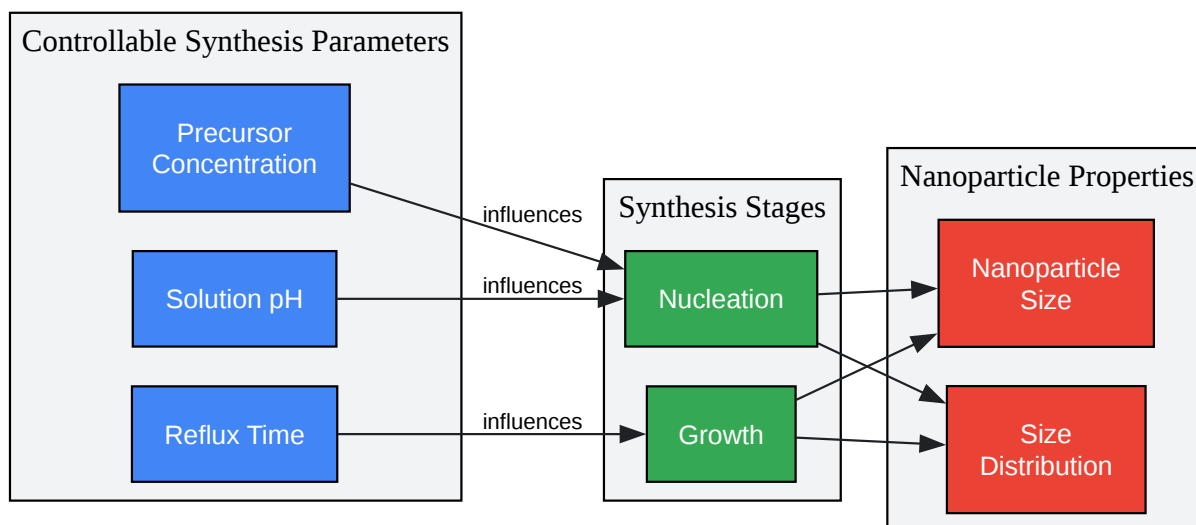 Controllable Synthesis Parameters
Precursor
Concentration
Solution pH
Reflux Time
influences
influences
influences
Synthesis Stages
Nucleation
Growth
Nanoparticle Properties
Nanoparticle
Size
Size
Distribution